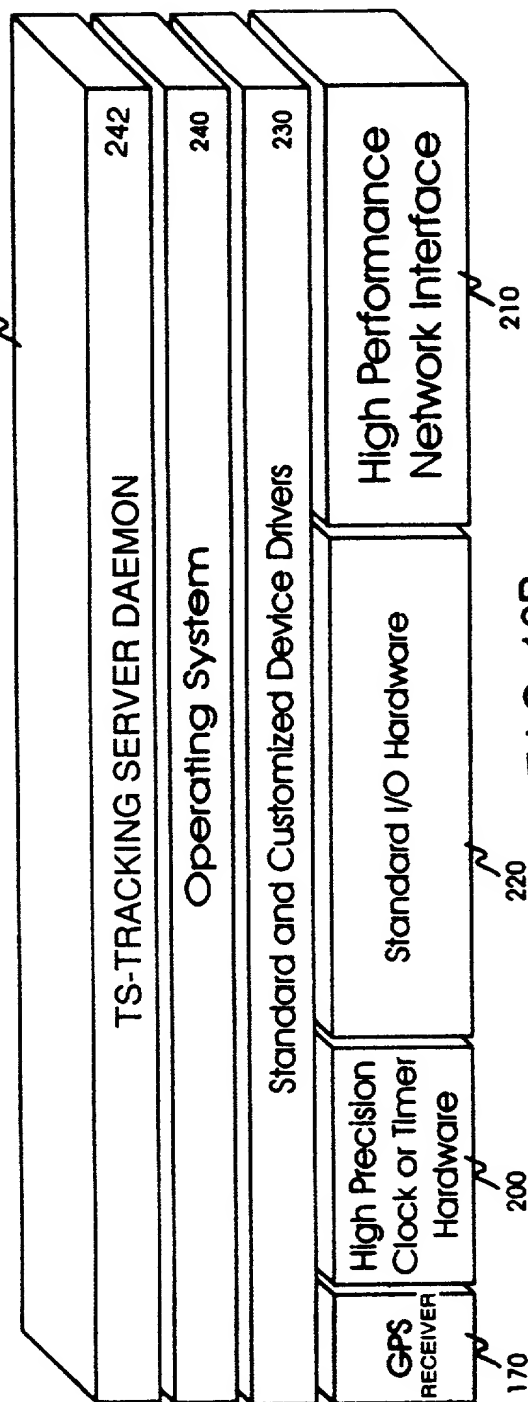 TS-TRACKING SERVER DAEMON 242
Operating System 240
Standard and Customized Device Drivers 230
GPS
RECEIVER
High Precision
Clock or Timer
Hardware
Standard I/O Hardware
High Performance
Network Interface
170
200
220
210